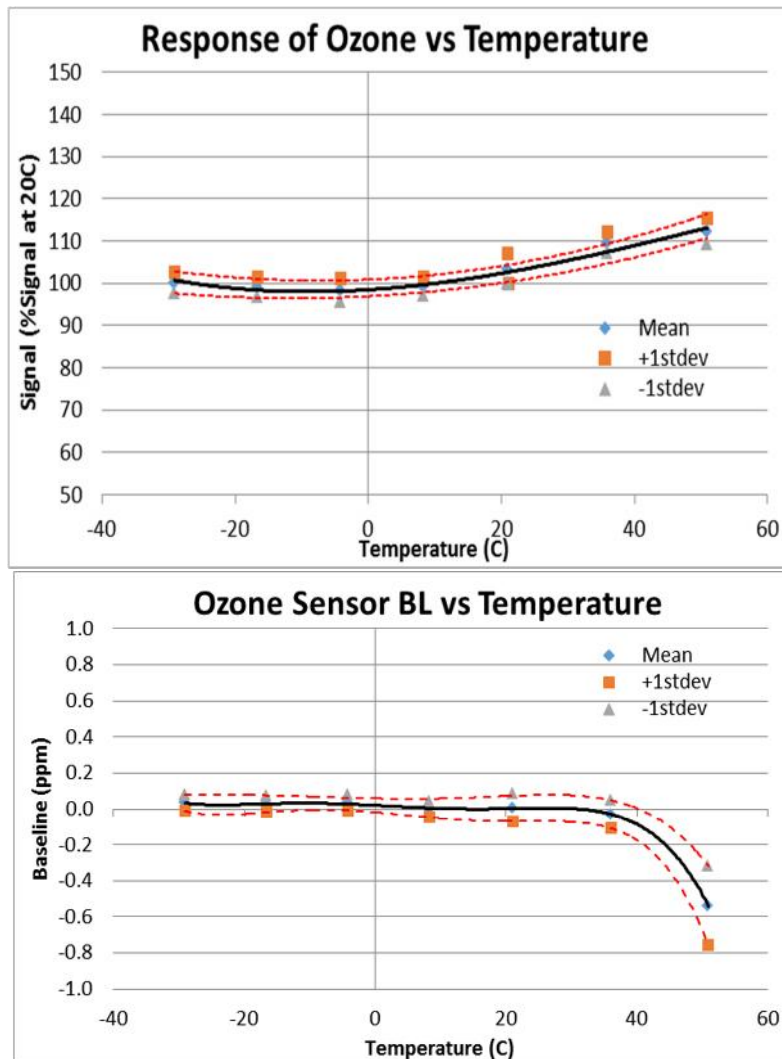 Response of Ozone vs Temperature
150
140
130
120
110
100
90
80
70
60
50
Signal (%Signal at 20C)
Mean
+1stdev
-1stdev
-40
-20
0
20
40
60
Temperature (C)
Ozone Sensor BL vs Temperature
1.0
0.8
0.6
0.4
0.2
0.0
-0.2
-0.4
-0.6
-0.8
-1.0
Baseline (ppm)
Mean
+1stdev
-1stdev
-40
-20
0
20
40
60
Temperature (C)